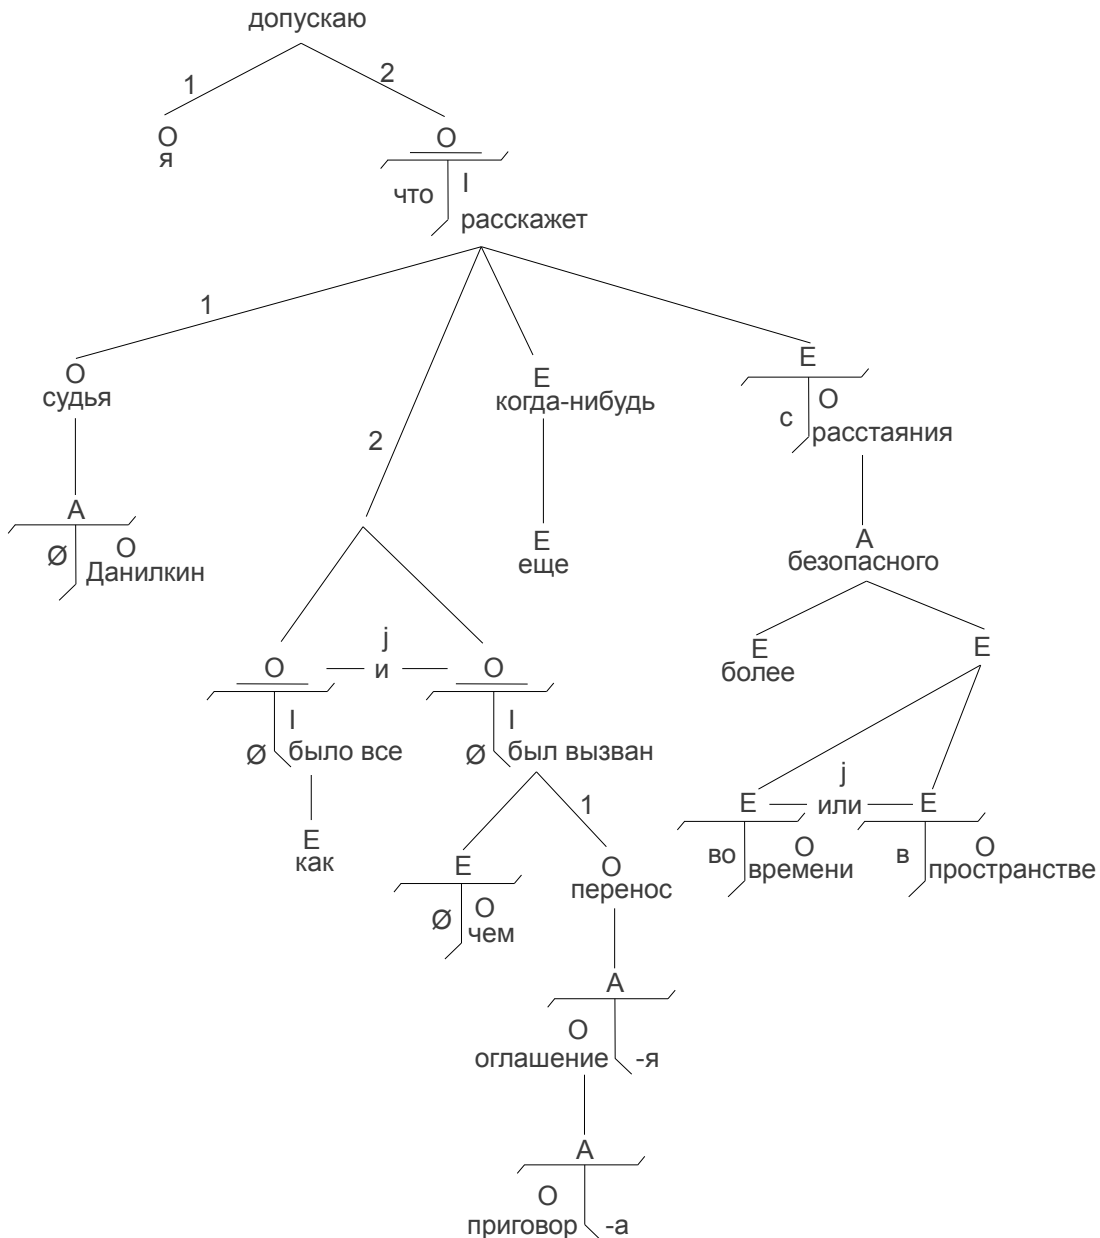 допускаю
1 2
О О
я
что I
расскажет
1
О Е
судья
Е
когда-нибудь
с О
расстаяния
2
А
Ø О
Данилкин
Е
еще
А
безопасного
j
О и О
Е Е
более
I I
Ø было все Ø был вызван
j
1
Е или Е
Е
как
Е О
перенос
во О в О
времени пространстве
Ø О
чем
А
О
оглашение -я
А
О
приговор -а